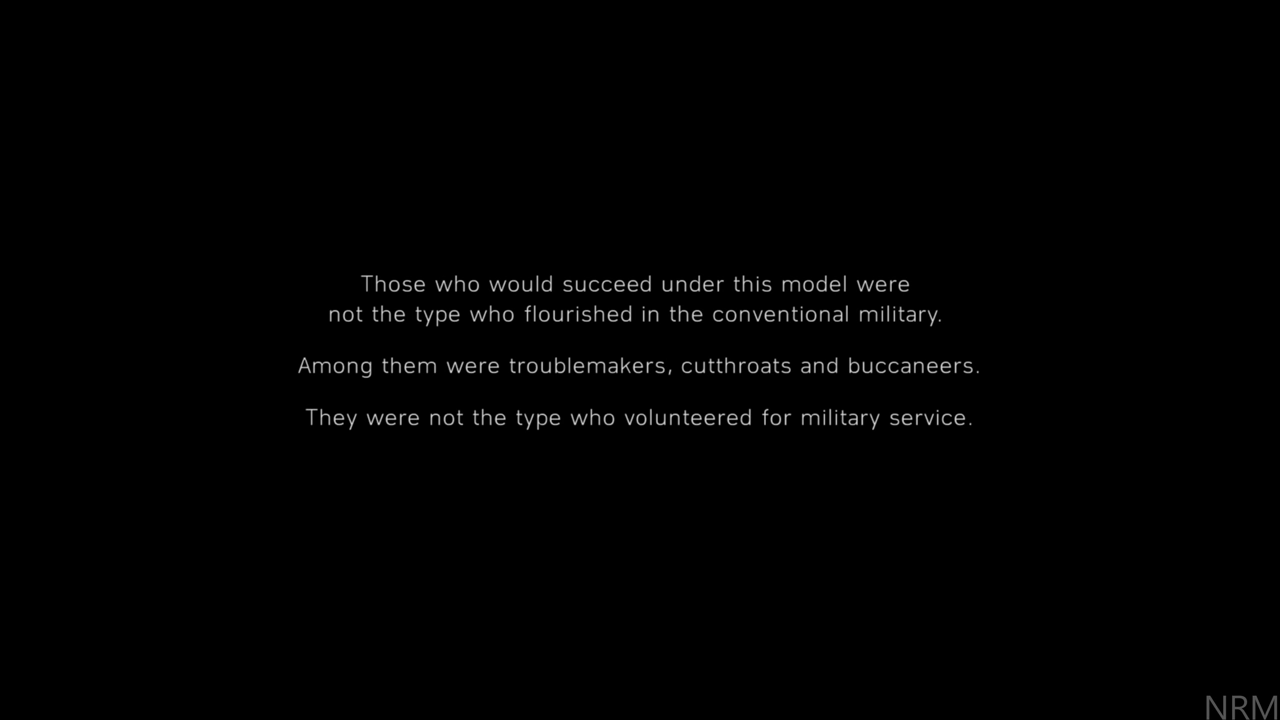 Those who would succeed under this model were
not the type who flourished in the conventional military.
Among them were troublemakers, cutthroats and buccaneers.
They were not the type who volunteered for military service.
NRM